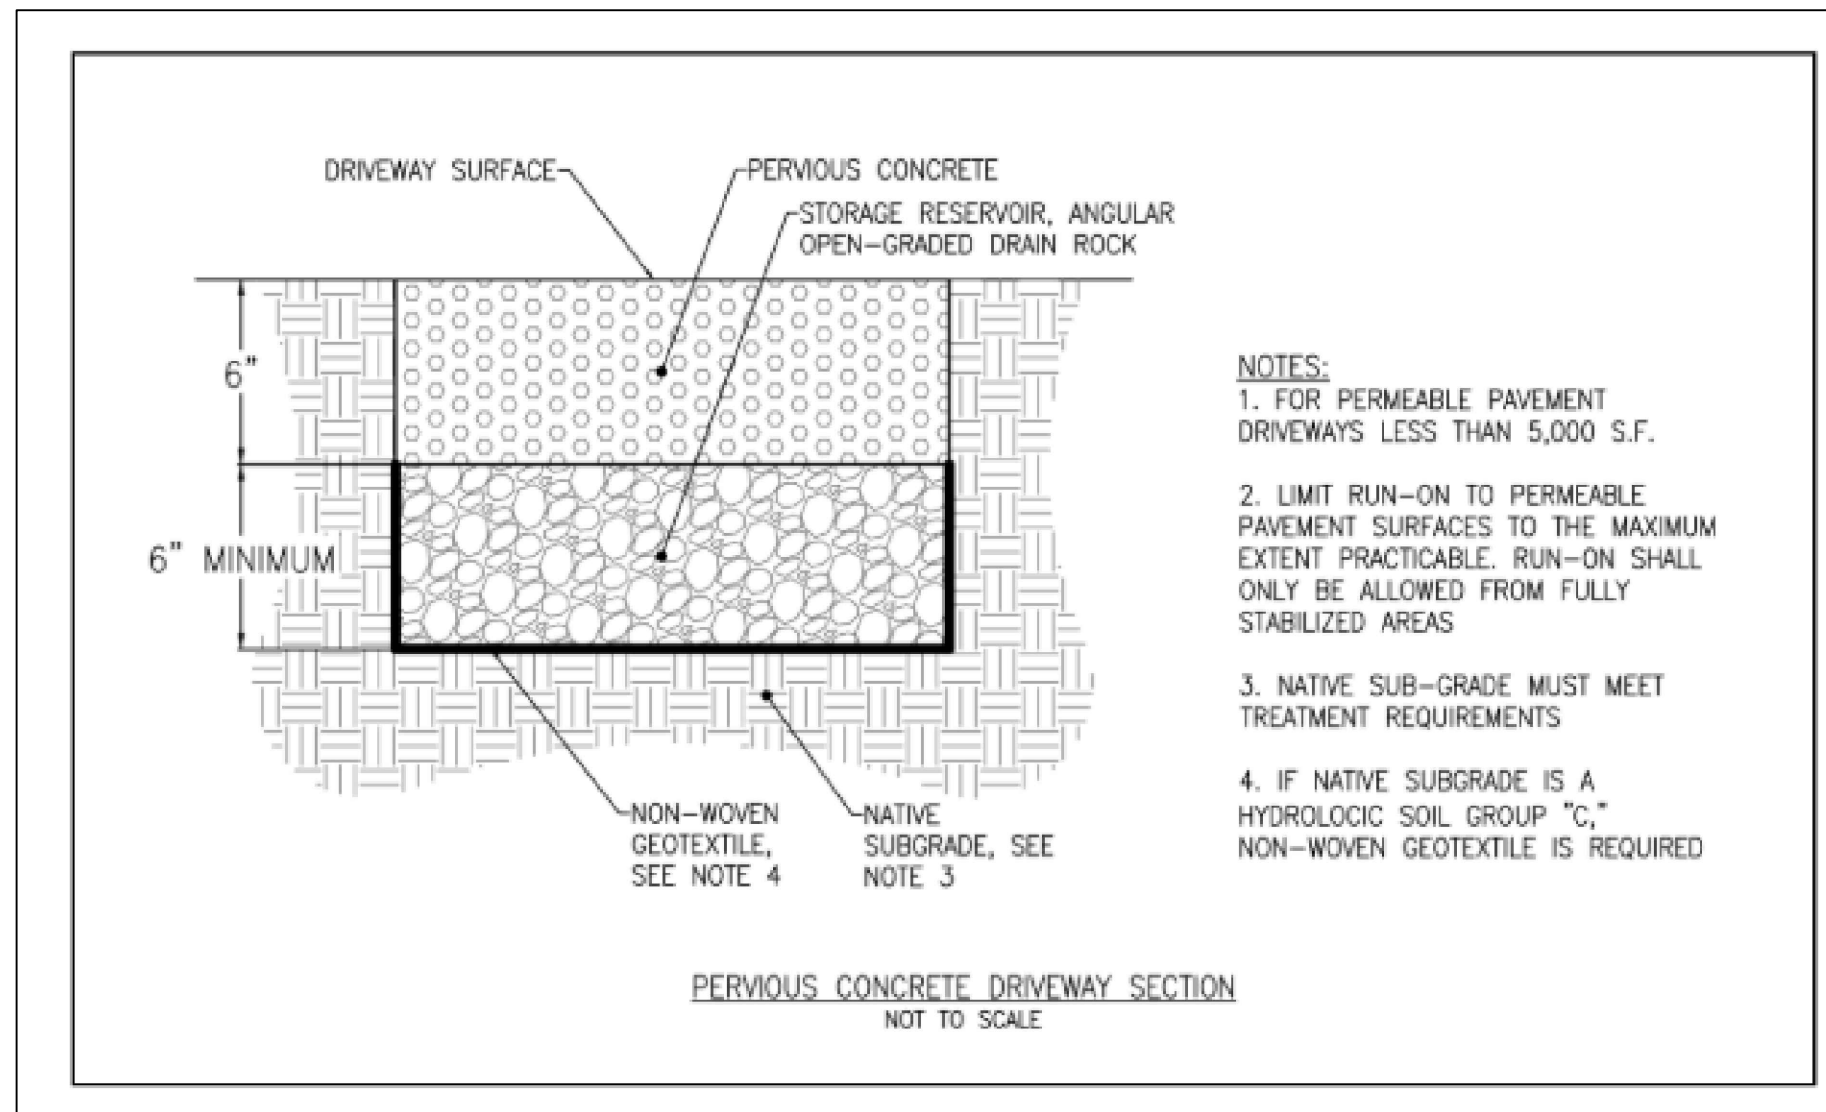 DRIVEWAY SURFACE
PERVIOUS CONCRETE
STORAGE RESERVOIR, ANGULAR
OPEN-GRADED DRAIN ROCK
6"
6" MINIMUM
NON-WOVEN
GEOTEXTILE,
SEE NOTE 4
NATIVE
SUBGRADE, SEE
NOTE 3
NOTES:
1. FOR PERMEABLE PAVEMENT
DRIVEWAYS LESS THAN 5,000 S.F.
2. LIMIT RUN-ON TO PERMEABLE
PAVEMENT SURFACES TO THE MAXIMUM
EXTENT PRACTICABLE. RUN-ON SHALL
ONLY BE ALLOWED FROM FULLY
STABILIZED AREAS
3. NATIVE SUB-GRADE MUST MEET
TREATMENT REQUIREMENTS
4. IF NATIVE SUBGRADE IS A
HYDROLOCIC SOIL GROUP "C,"
NON-WOVEN GEOTEXTILE IS REQUIRED
PERVIOUS CONCRETE DRIVEWAY SECTION
NOT TO SCALE